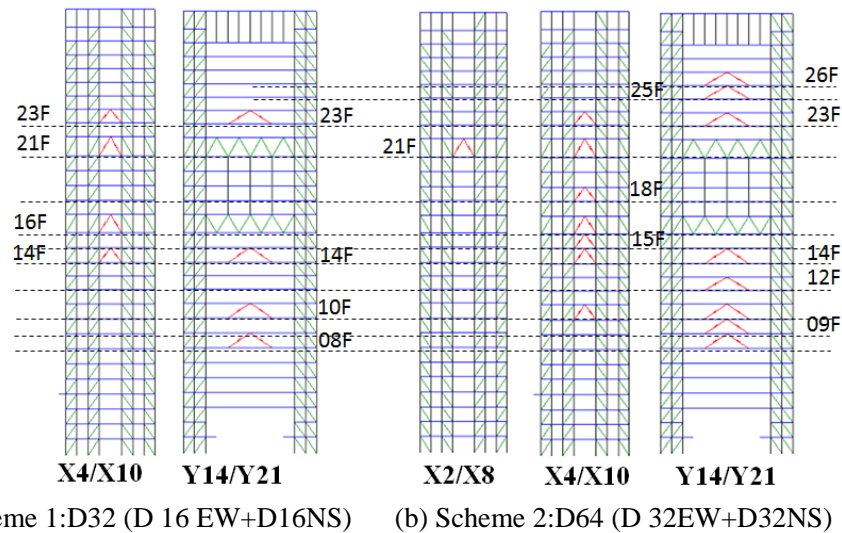 26F
25F
23F
23F
23F
21F
21F
18F
16F
15F
14F
14F
14F
12F
10F
09F
08F
X4/X10 Y14/Y21 X2/X8 X4/X10 Y14/Y21
eme 1:D32 (D 16 EW+D16NS) (b) Scheme 2:D64 (D 32EW+D32NS)